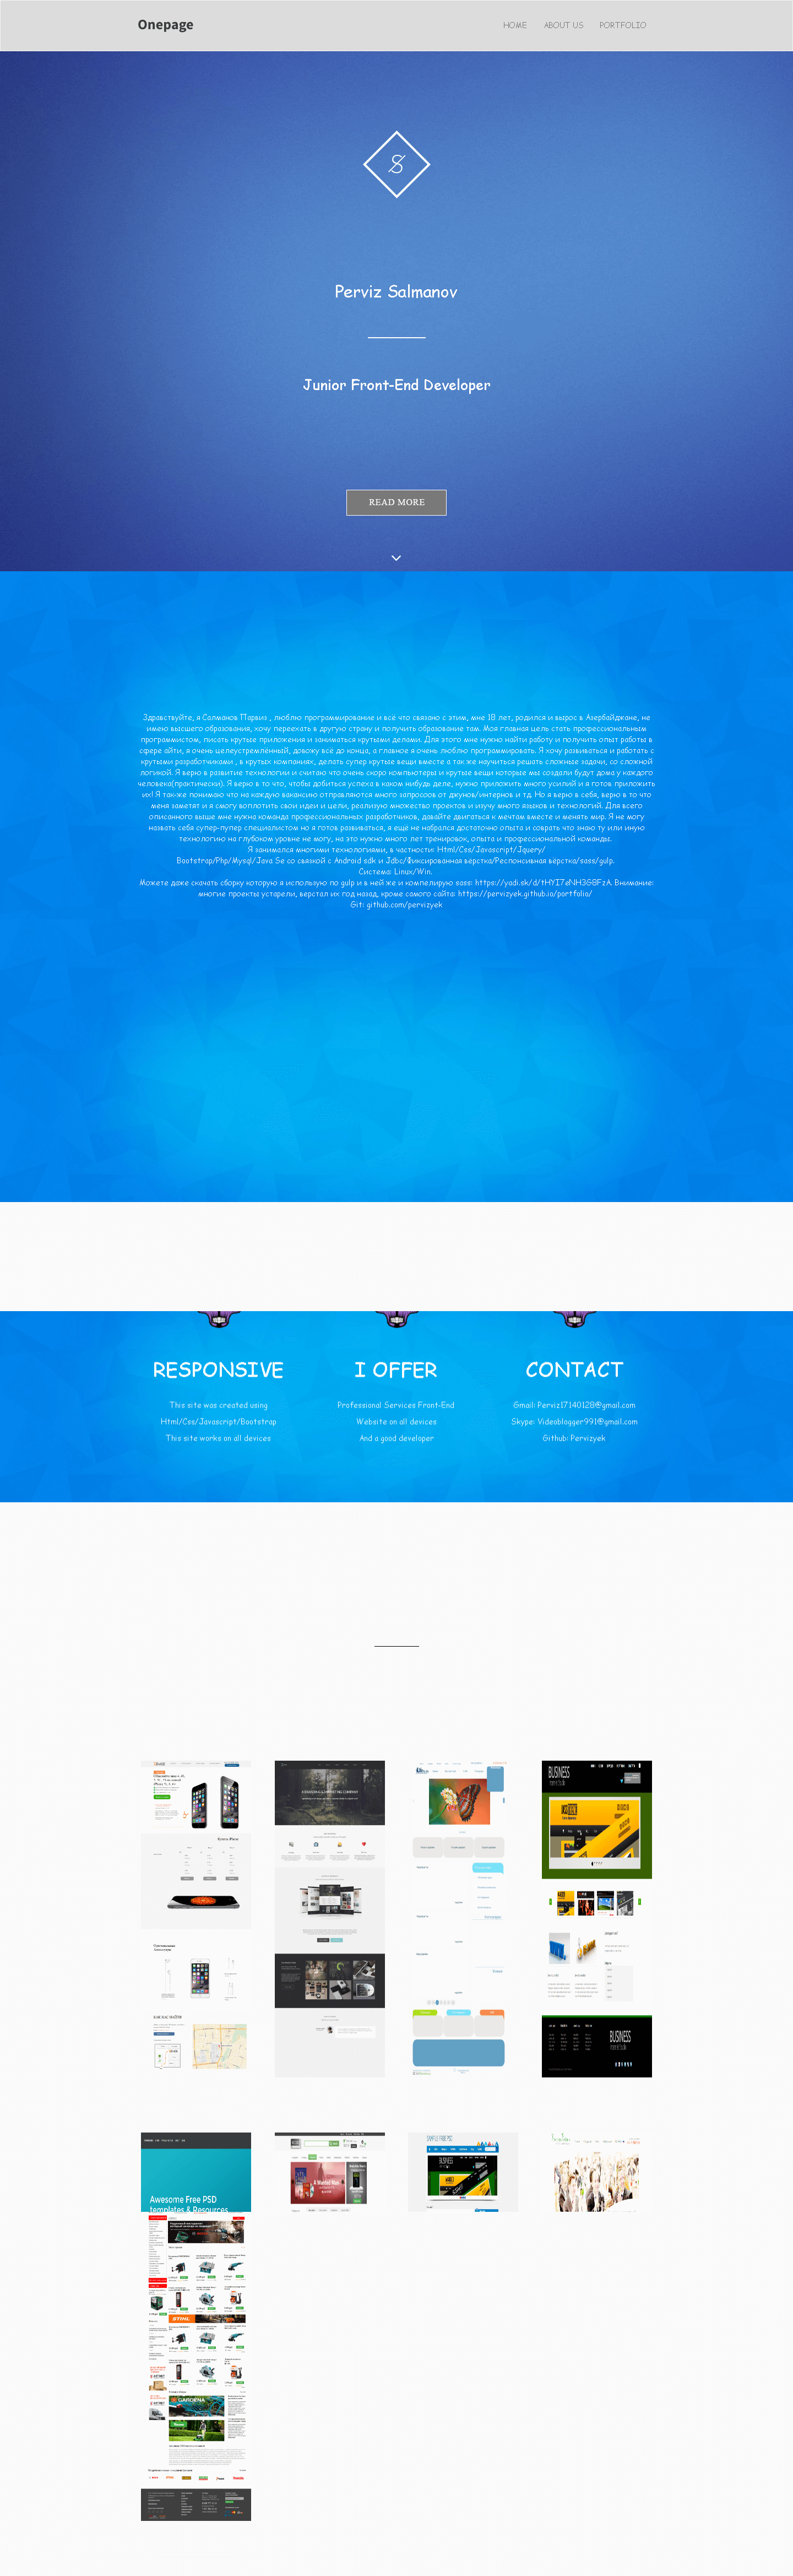 Onepage
HOME ABOUT US PORTFOLIO
S
Perviz Salmanov
Junior Front-End Developer
READ MORE
Здравствуйте, я Салманов Парвиз , люблю программирование и всё что связано с этим, мне 18 лет, родился и вырос в Азербайджане, не
имею высшего образования, хочу переехать в другую страну и получить образование там. Моя главная цель стать профессиональным
программистом, писать крутые приложения и заниматься крутыми делами. Для этого мне нужно найти работу и получить опыт работы в
сфере айти, я очень целеустремлённый, довожу всё до конца, а главное я очень люблю программировать. Я хочу развиваться и работать с
крутыми разработчиками , в крутых компаниях, делать супер крутые вещи вместе а так же научиться решать сложные задачи, со сложной
логикой. Я верю в развитие технологии и считаю что очень скоро компьютеры и крутые вещи которые мы создали будут дома у каждого
человека(практически). Я верю в то что, чтобы добиться успеха в каком нибудь деле, нужно приложить много усилий и я готов приложить
их! Я так-же понимаю что на каждую вакансию отправляются много запросов от джунов/интернов и тд. Но я верю в себя, верю в то что
меня заметят и я смогу воплотить свои идеи и цели, реализую множество проектов и изучу много языков и технологий. Для всего
описанного выше мне нужна команда профессиональных разработчиков, давайте двигаться к мечтам вместе и менять мир. Я не могу
назвать себя супер-пупер специалистом но я готов развиваться, я ещё не набрался достаточно опыта и соврать что знаю ту или иную
технологию на глубоком уровне не могу, на это нужно много лет тренировок, опыта и профессиональной команды.
Я занимался многими технологиями, в частности: Html/Css/Javascript/Jquery/
Bootstrap/Php/Mysql/Java Se со связкой с Android sdk и Jdbc/Фиксированная вёрстка/Респонсивная вёрстка/sass/gulp.
Система: Linux/Win.
Можете даже скачать сборку которую я использую по gulp и в ней же и компелирую sass: https://yadi.sk/d/tHYI7eNH3G8FzA. Внимание:
многие проекты устарели, верстал их год назад, кроме самого сайта: https://pervizyek.github.io/portfolio/
Git: github.com/pervizyek
RESPONSIVE
This site was created using
Html/Css/Javascript/Bootstrap
This site works on all devices
I OFFER
Professional Services Front-End
Website on all devices
And a good developer
CONTACT
Gmail: Perviz17140128@gmail.com
Skype: Videoblogger991@gmail.com
Github: Pervizyek
A BRANDING & MARKETING COMPANY
BUSINESS
BUSINESS
Awesome Free PSD
templates & Resources
SAMPLE FREE PSD
BUSINESS
STIHL
GARDENA